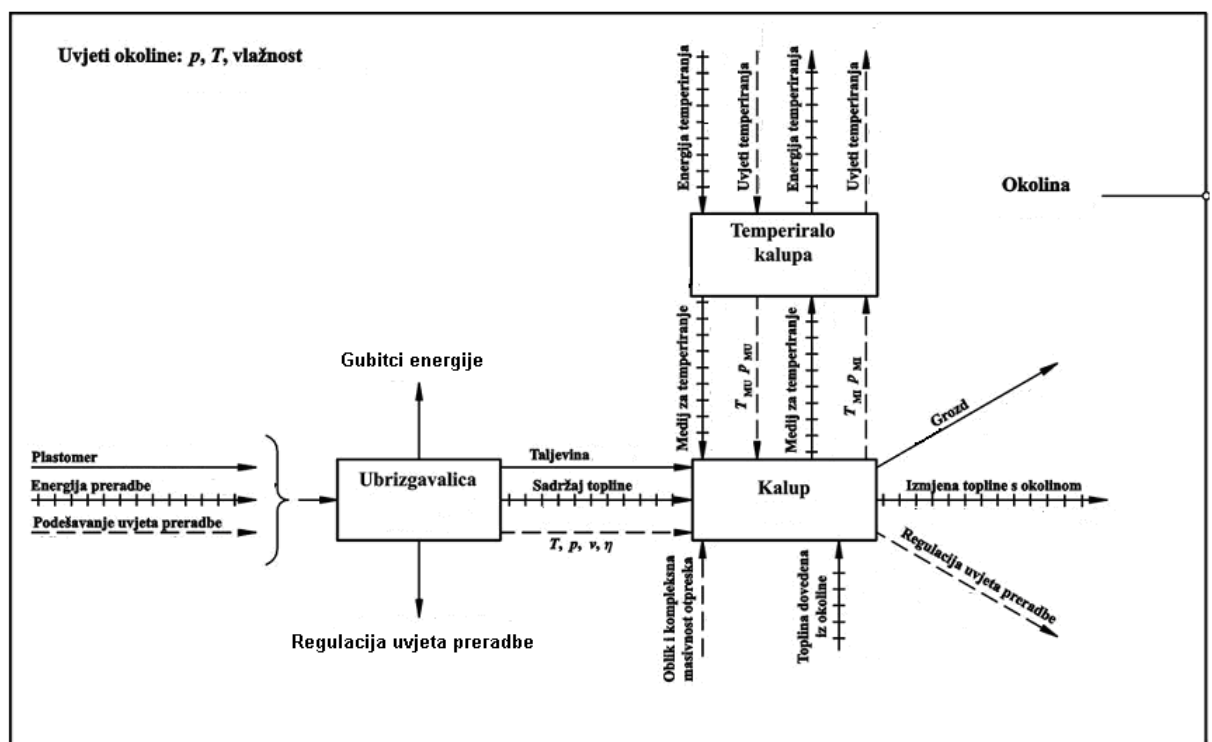 Uvjeti okoline: p, T, vlažnost
Energija temperiranja
Uvjeti temperiranja
Energija temperiranja
Uvjeti temperiranja
Okolina
Temperiralo
kalupa
Medij za temperiranje
T MU p MU
Medij za temperiranje
T MI p MI
Gubitci energije
Grozd
Plastomer
Energija preradbe
Podešavanje uvjeta preradbe
Ubrizgavalica
Taljevina
Sadržaj topline
T, p, v, η
Kalup
Izmjena topline s okolinom
Regulacija uvjeta preradbe
Regulacija uvjeta preradbe
Oblik i kompleksna
masivnost otpreska
Toplina dovedena
iz okoline